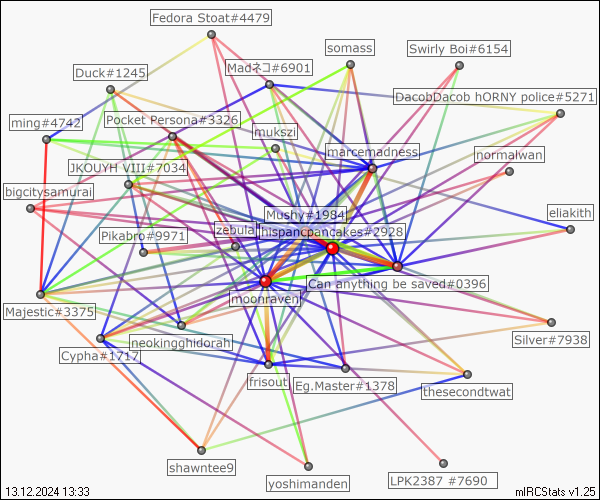 Fedora Stoat#4479
somass
Swirly Boi#6154
Madネコ#6901
Duck#1245
DacobDacob hORNY police#5271
ming#4742
Pocket Persona#3326
mukszi
marcemadness
normalwan
JKOUYH VIII#7034
bigcitysamurai
Mushy#1984
eliakith
zebula
hispancpancakes#2928
Pikabro#9971
Can anything be saved#0396
moonraven
Majestic#3375
Silver#7938
neokingghidorah
Cypha#1717
frisout
Eg.Master#1378
thesecondtwat
shawntee9
yoshimanden
LPK2387 #7690
13.12.2024 13:33
mIRCStats v1.25